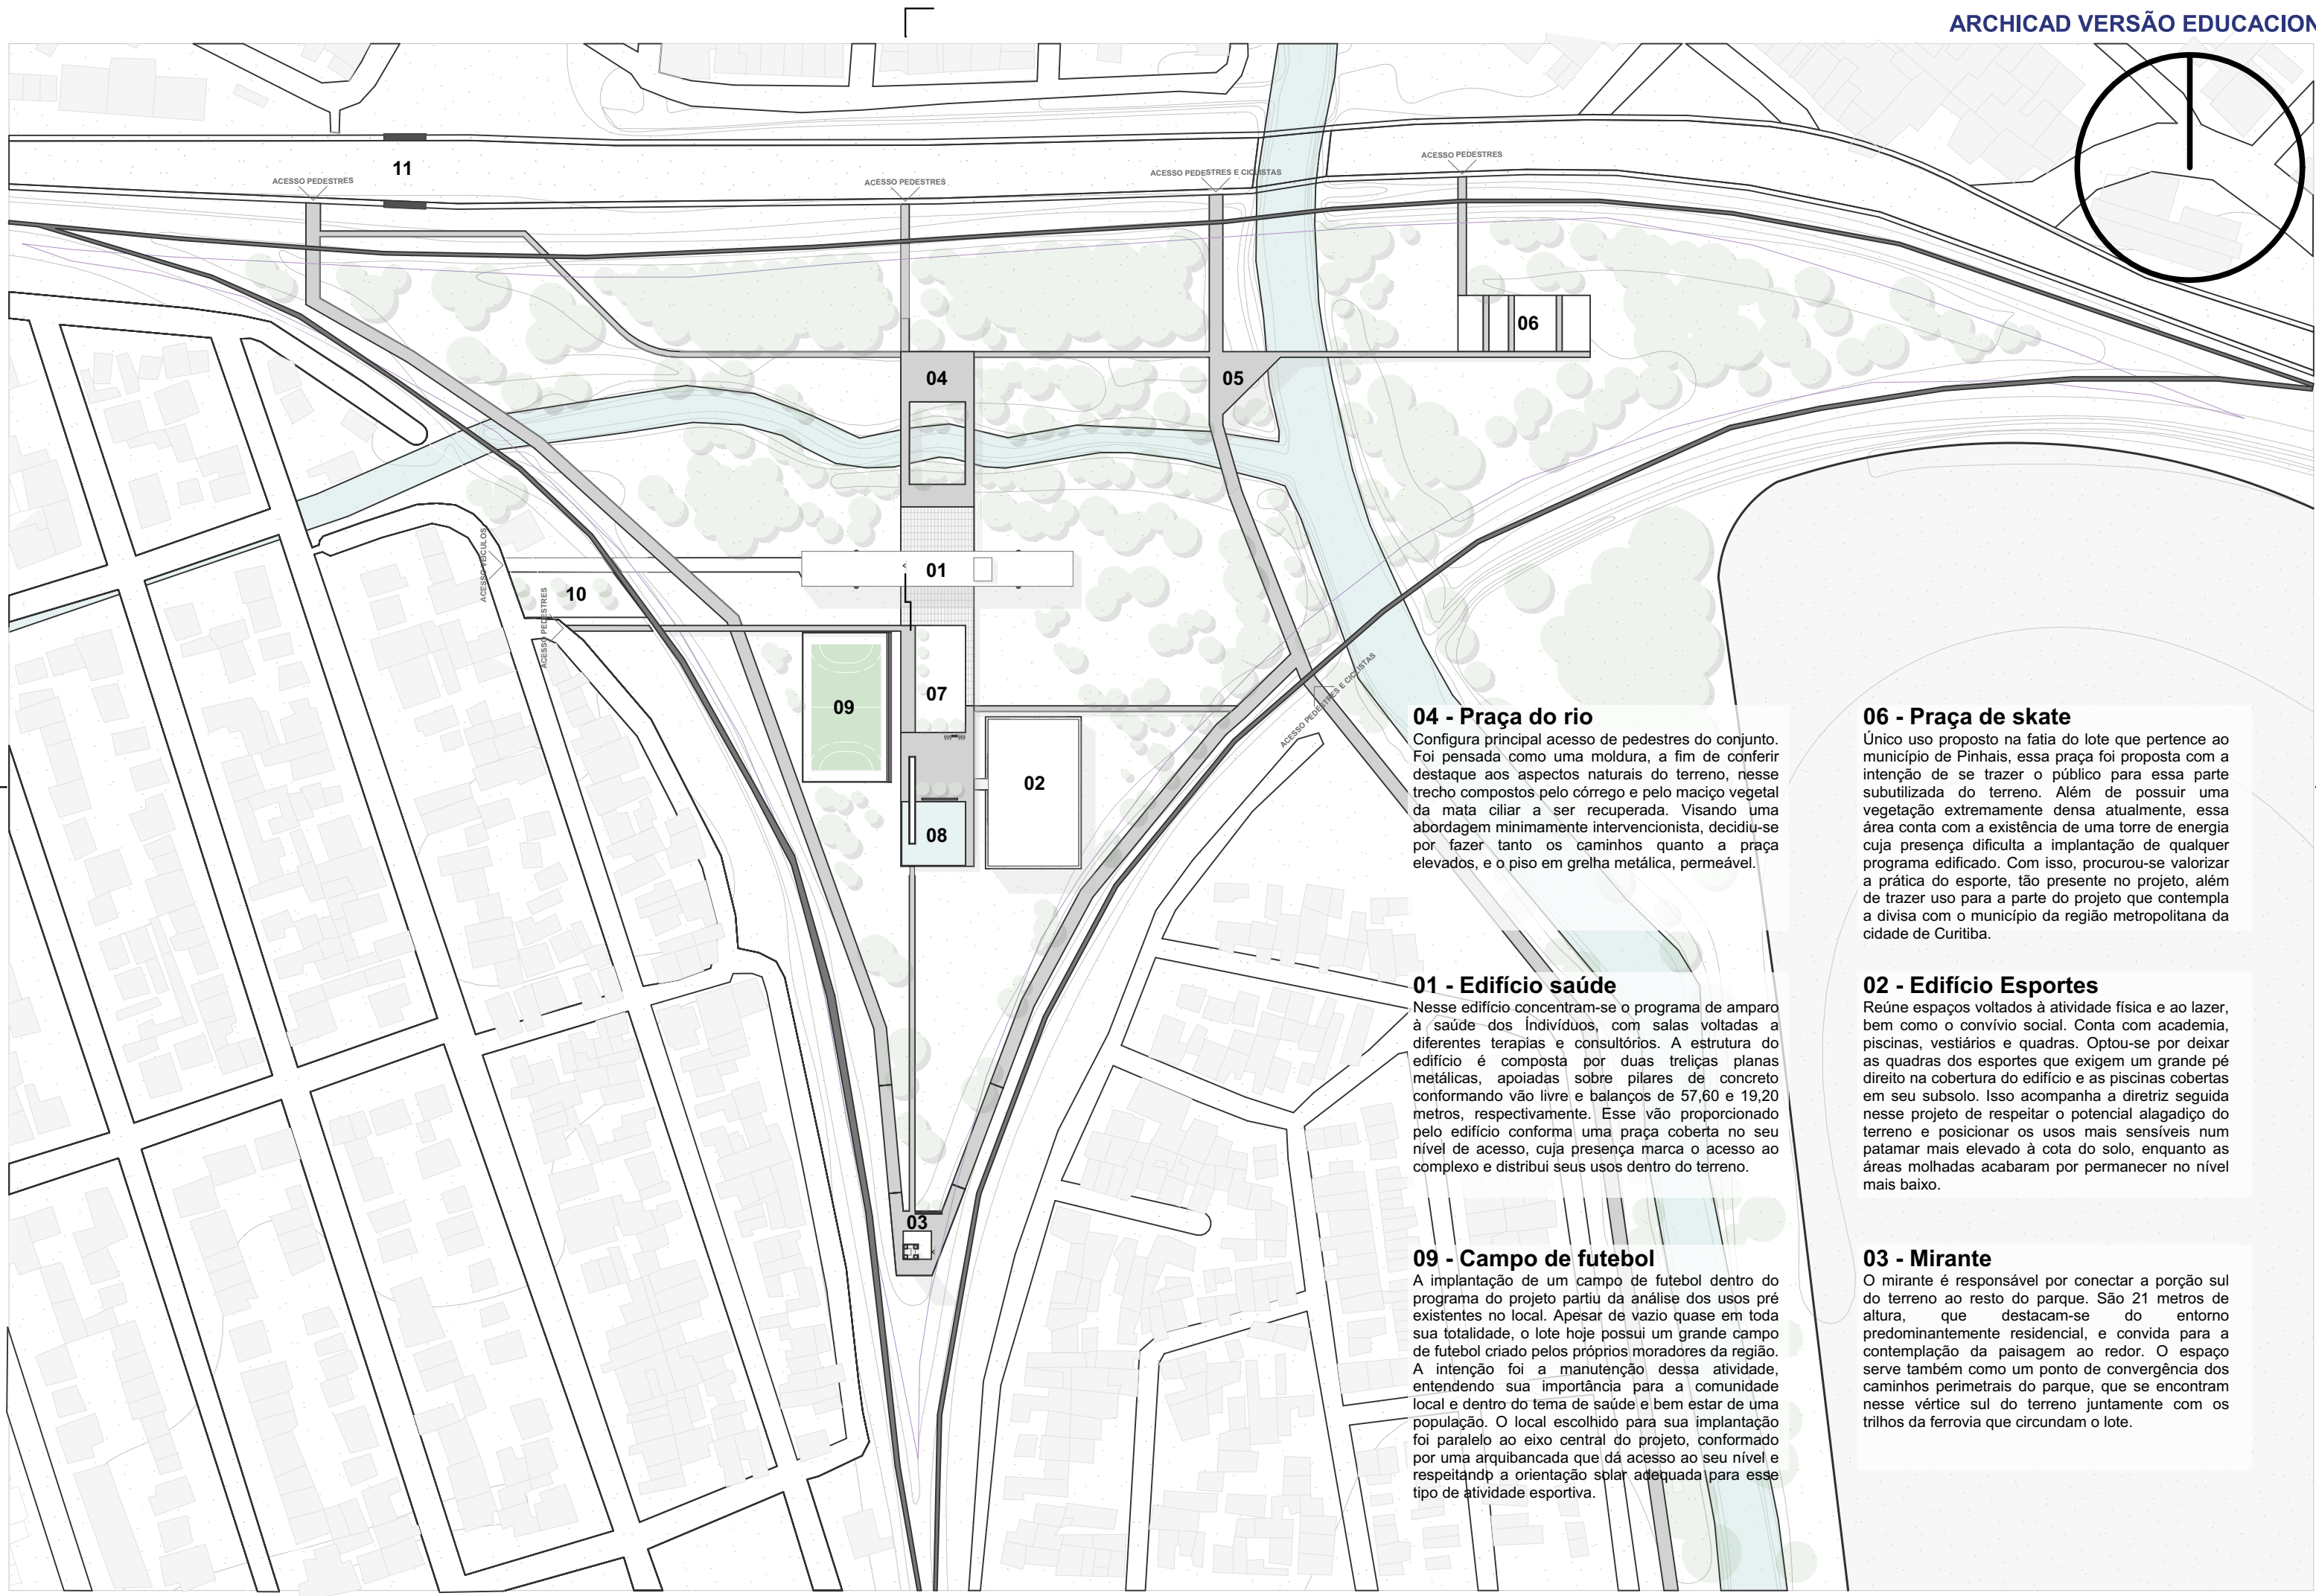 ARCHICAD VERSÃO EDUCACION
11
ACESSO PEDESTRES
ACESSO PEDESTRES
ACESSO PEDESTRES E CICLISTAS
ACESSO PEDESTRES
06
04
05
ACESSO VEÍCULOS
01
10
ACESSO PEDESTRES
ACESSO PEDESTRES E CICLISTAS
07
09
02
08
03
04 - Praça do rio
Configura principal acesso de pedestres do conjunto.
Foi pensada como uma moldura, a fim de conferir
destaque aos aspectos naturais do terreno, nesse
trecho compostos pelo córrego e pelo maciço vegetal
da mata ciliar a ser recuperada. Visando uma
abordagem minimamente intervencionista, decidiu-se
por fazer tanto os caminhos quanto a praça
elevados, e o piso em grelha metálica, permeável.
06 - Praça de skate
Único uso proposto na fatia do lote que pertence ao
município de Pinhais, essa praça foi proposta com a
intenção de se trazer o público para essa parte
subutilizada do terreno. Além de possuir uma
vegetação extremamente densa atualmente, essa
área conta com a existência de uma torre de energia
cuja presença dificulta a implantação de qualquer
programa edificado. Com isso, procurou-se valorizar
a prática do esporte, tão presente no projeto, além
de trazer uso para a parte do projeto que contempla
a divisa com o município da região metropolitana da
cidade de Curitiba.
01 - Edifício saúde
Nesse edifício concentram-se o programa de amparo
à saúde dos Índivíduos, com salas voltadas a
diferentes terapias e consultórios. A estrutura do
edifício é composta por duas treliças planas
metálicas, apoiadas sobre pilares de concreto
conformando vão livre e balanços de 57,60 e 19,20
metros, respectivamente. Esse vão proporcionado
pelo edifício conforma uma praça coberta no seu
nível de acesso, cuja presença marca o acesso ao
complexo e distribui seus usos dentro do terreno.
02 - Edifício Esportes
Reúne espaços voltados à atividade física e ao lazer,
bem como o convívio social. Conta com academia,
piscinas, vestiários e quadras. Optou-se por deixar
as quadras dos esportes que exigem um grande pé
direito na cobertura do edifício e as piscinas cobertas
em seu subsolo. Isso acompanha a diretriz seguida
nesse projeto de respeitar o potencial alagadiço do
terreno e posicionar os usos mais sensíveis num
patamar mais elevado à cota do solo, enquanto as
áreas molhadas acabaram por permanecer no nível
mais baixo.
09 - Campo de futebol
A implantação de um campo de futebol dentro do
programa do projeto partiu da análise dos usos pré
existentes no local. Apesar de vazio quase em toda
sua totalidade, o lote hoje possui um grande campo
de futebol criado pelos próprios moradores da região.
A intenção foi a manutenção dessa atividade,
entendendo sua importância para a comunidade
local e dentro do tema de saúde e bem estar de uma
população. O local escolhido para sua implantação
foi paralelo ao eixo central do projeto, conformado
por uma arquibancada que dá acesso ao seu nível e
respeitando a orientação solar adequada para esse
tipo de atividade esportiva.
03 - Mirante
O mirante é responsável por conectar a porção sul
do terreno ao resto do parque. São 21 metros de
altura, que destacam-se do entorno
predominantemente residencial, e convida para a
contemplação da paisagem ao redor. O espaço
serve também como um ponto de convergência dos
caminhos perimetrais do parque, que se encontram
nesse vértice sul do terreno juntamente com os
trilhos da ferrovia que circundam o lote.